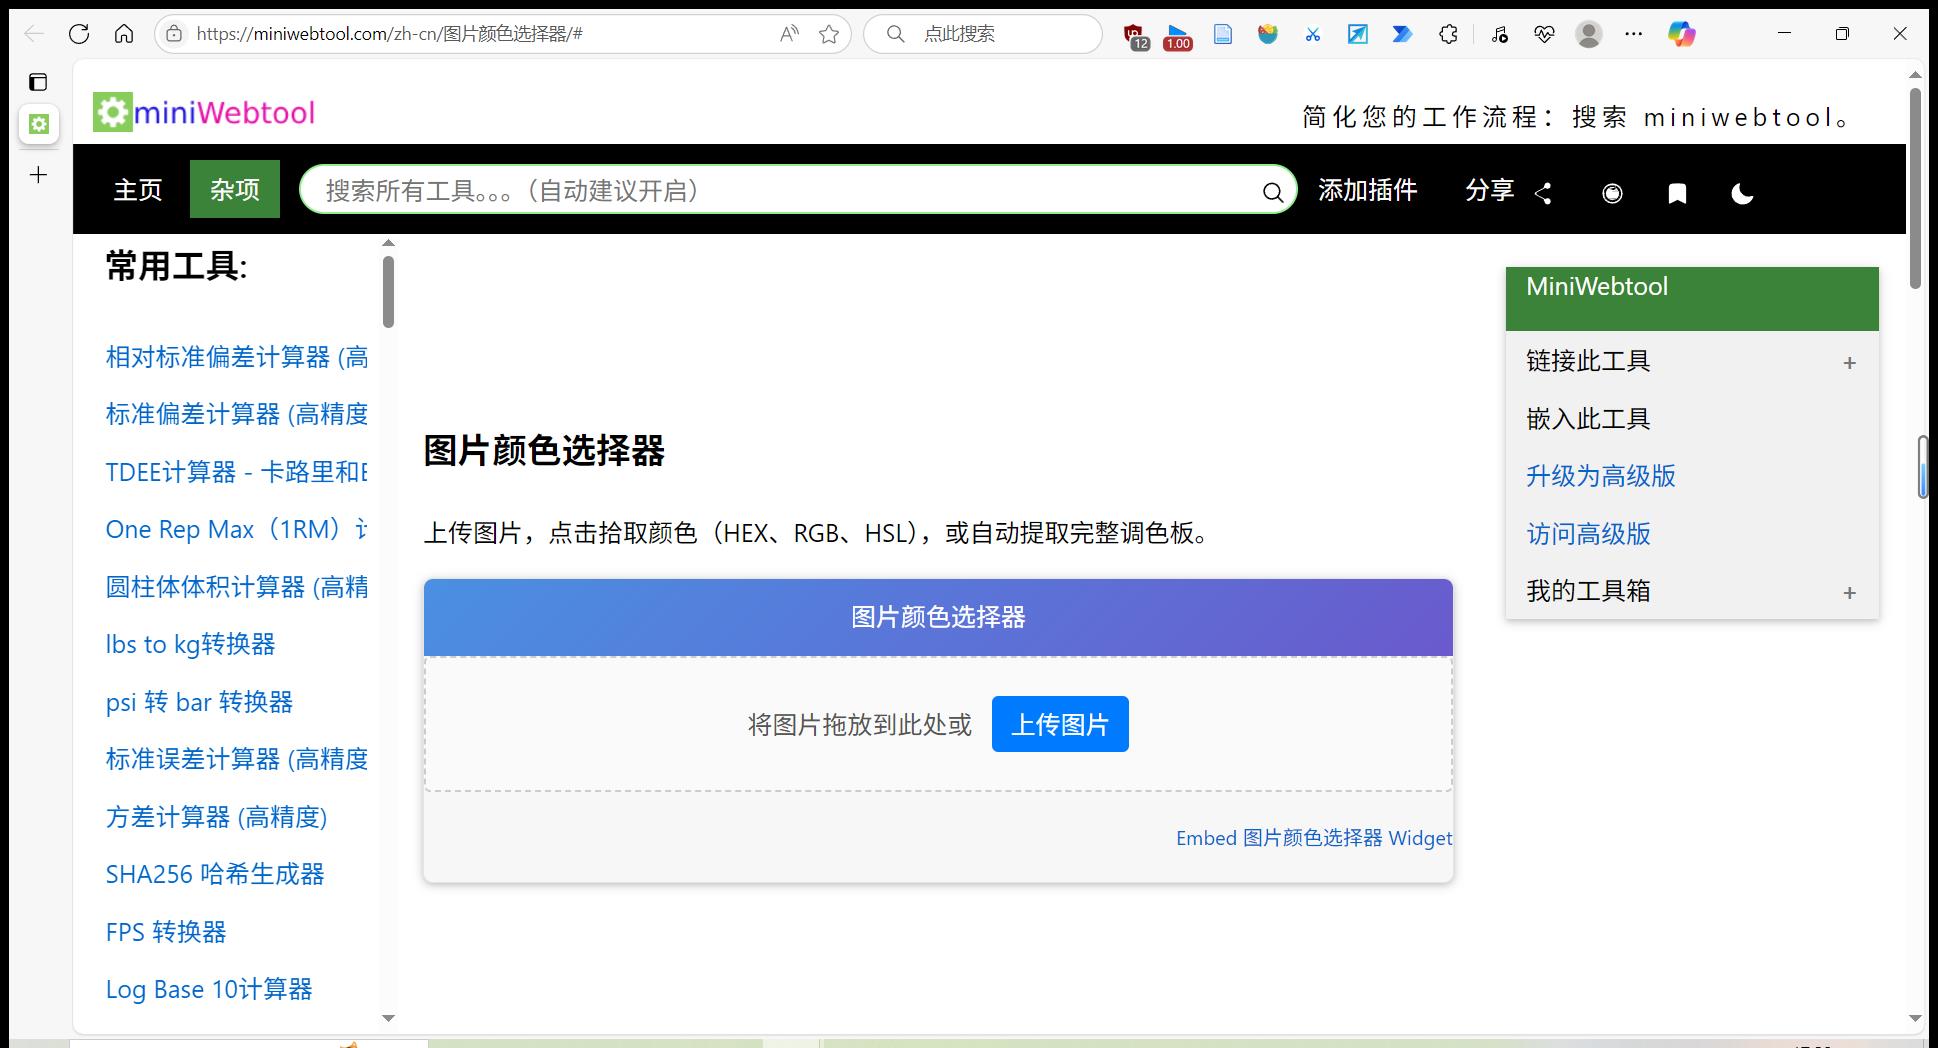 https://miniwebtool.com/zh-cn/图片颜色选择器/#
点此搜索
12
1.00
miniWebtool
简化您的工作流程：搜索 miniwebtool。
主页
杂项
搜索所有工具。。。（自动建议开启）
添加插件
分享
常用工具:
相对标准偏差计算器 (高
标准偏差计算器 (高精度
TDEE计算器 - 卡路里和
One Rep Max（1RM）
圆柱体体积计算器 (高精
lbs to kg转换器
psi 转 bar 转换器
标准误差计算器 (高精度
方差计算器 (高精度)
SHA256 哈希生成器
FPS 转换器
Log Base 10计算器
图片颜色选择器
上传图片，点击拾取颜色（HEX、RGB、HSL），或自动提取完整调色板。
图片颜色选择器
将图片拖放到此处或
上传图片
Embed 图片颜色选择器 Widget
MiniWebtool
链接此工具 +
嵌入此工具
升级为高级版
访问高级版
我的工具箱 +